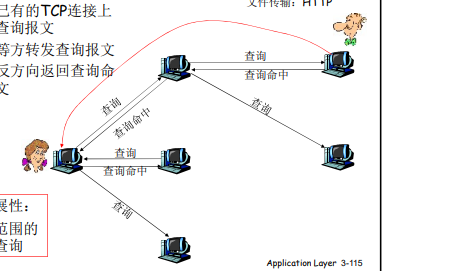 文件传输：HTTP
已有的TCP连接上
查询报文
等方转发查询报文
反方向返回查询命
文
查询
查询命中
查询
查询命中
查询
查询
查询命中
查询
展性：
范围的
查询
Application Layer 3-115